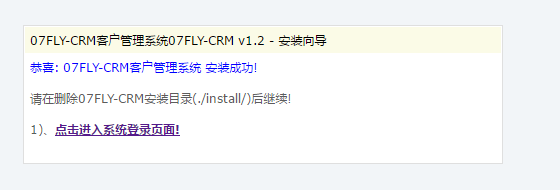 07FLY-CRM客户管理系统07FLY-CRM v1.2 - 安装向导
恭喜: 07FLY-CRM客户管理系统 安装成功!
请在删除07FLY-CRM安装目录(./install/)后继续!
1)、点击进入系统登录页面!